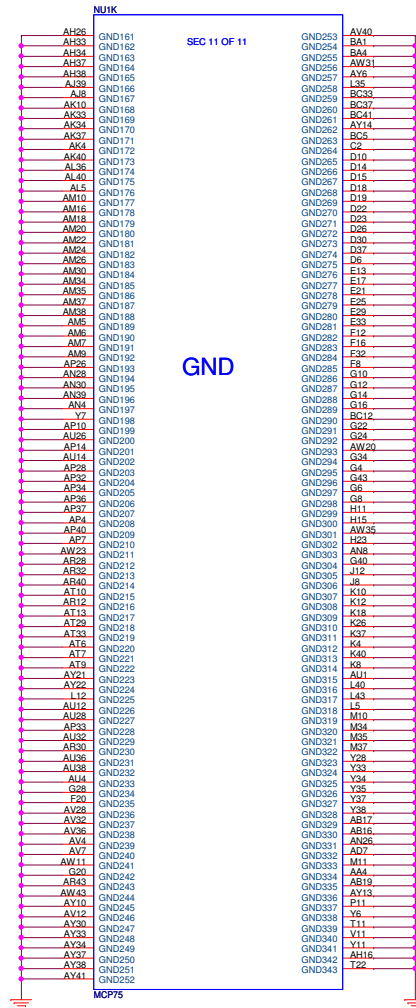 NU1K
SEC 11 OF 11
AH26 GND161 GND253 AV40
AH33 GND162 GND254 BA1
AH34 GND163 GND255 BA4
AH37 GND164 GND256 AW31
AH38 GND165 GND257 AY6
AJ39 GND166 GND258 L35
AJ8 GND167 GND259 BC33
AK10 GND168 GND260 BC37
AK33 GND169 GND261 BC41
AK34 GND170 GND262 AY14
AK37 GND171 GND263 BC5
AK4 GND172 GND264 C2
AK40 GND173 GND265 D10
AL36 GND174 GND266 D14
AL40 GND175 GND267 D15
AL5 GND176 GND268 D18
AM10 GND177 GND269 D19
AM16 GND178 GND270 D22
AM18 GND179 GND271 D23
AM20 GND180 GND272 D26
AM22 GND181 GND273 D30
AM24 GND182 GND274 D37
AM26 GND183 GND275 D6
AM30 GND184 GND276 E13
AM34 GND185 GND277 E17
AM35 GND186 GND278 E21
AM37 GND187 GND279 E25
AM38 GND188 GND280 E29
AM5 GND189 GND281 E33
AM6 GND190 GND282 F12
AM7 GND191 GND283 F16
AM9 GND192 GND284 F32
AP26 GND193 GND285 F8
GND
AN28 GND194 GND286 G10
AN30 GND195 GND287 G12
AN39 GND196 GND288 G14
AN4 GND197 GND289 G16
Y7 GND198 GND290 BC12
AP10 GND199 GND291 G22
AU26 GND200 GND292 G24
AP14 GND201 GND293 AW20
AU14 GND202 GND294 G34
AP28 GND203 GND295 G4
AP32 GND204 GND296 G43
AP34 GND205 GND297 G6
AP36 GND206 GND298 G8
AP37 GND207 GND299 H11
AP4 GND208 GND300 H15
AP40 GND209 GND301 AW35
AP7 GND210 GND302 H23
AW23 GND211 GND303 AN8
AR28 GND212 GND304 G40
AR32 GND213 GND305 J12
AR40 GND214 GND306 J8
AT10 GND215 GND307 K10
AR12 GND216 GND308 K12
AT13 GND217 GND309 K18
AT29 GND218 GND310 K26
AT33 GND219 GND311 K37
AT6 GND220 GND312 K4
AT7 GND221 GND313 K40
AT9 GND222 GND314 K8
AY21 GND223 GND315 AU1
AY22 GND224 GND316 L40
L12 GND225 GND317 L43
AU12 GND226 GND318 L5
AU28 GND227 GND319 M10
AP33 GND228 GND320 M34
AU32 GND229 GND321 M35
AR30 GND230 GND322 M37
AU36 GND231 GND323 Y28
AU38 GND232 GND324 Y33
AU4 GND233 GND325 Y34
G28 GND234 GND326 Y35
F20 GND235 GND327 Y37
AV28 GND236 GND328 Y38
AV32 GND237 GND329 AB17
AV36 GND238 GND330 AB16
AV4 GND239 GND331 AN26
AV7 GND240 GND332 AD7
AW11 GND241 GND333 M11
G20 GND242 GND334 AA4
AR43 GND243 GND335 AB19
AW43 GND244 GND336 AY13
AY10 GND245 GND337 P11
AV12 GND246 GND338 Y6
AY30 GND247 GND339 T11
AY33 GND248 GND340 V11
AY34 GND249 GND341 Y11
AY37 GND250 GND342 AH16
AY38 GND251 GND343 T22
AY41 GND252
MCP75